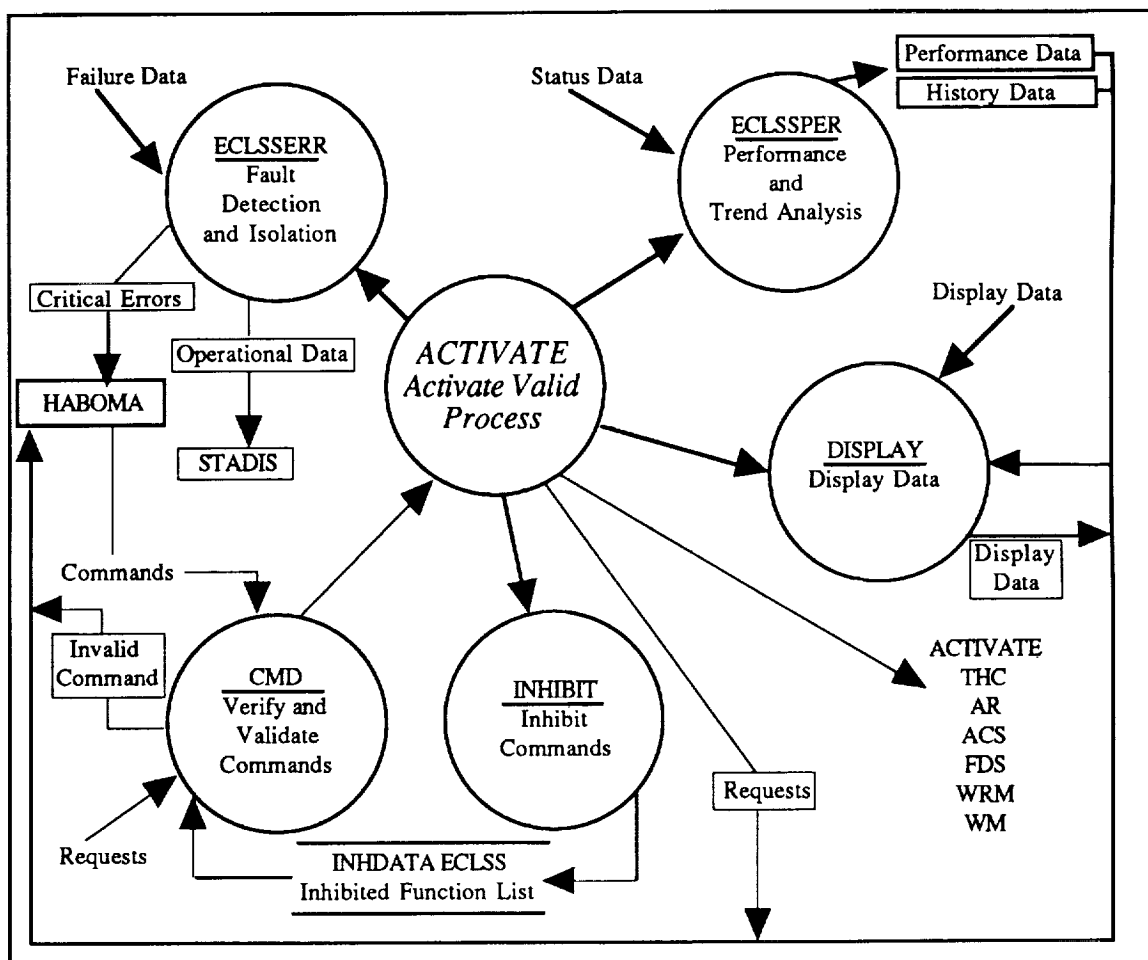 Failure Data
Status Data
Performance Data
History Data
ECLSSERR
Fault
Detection
and Isolation
ECLSSPER
Performance
and
Trend Analysis
Critical Errors
Operational Data
HABOMA
STADIS
ACTIVATE
Activate Valid
Process
Display Data
DISPLAY
Display Data
Display
Data
Commands
Invalid
Command
CMD
Verify and
Validate
Commands
INHIBIT
Inhibit
Commands
ACTIVATE
THC
AR
ACS
FDS
WRM
WM
Requests
Requests
INHDATA ECLSS
Inhibited Function List